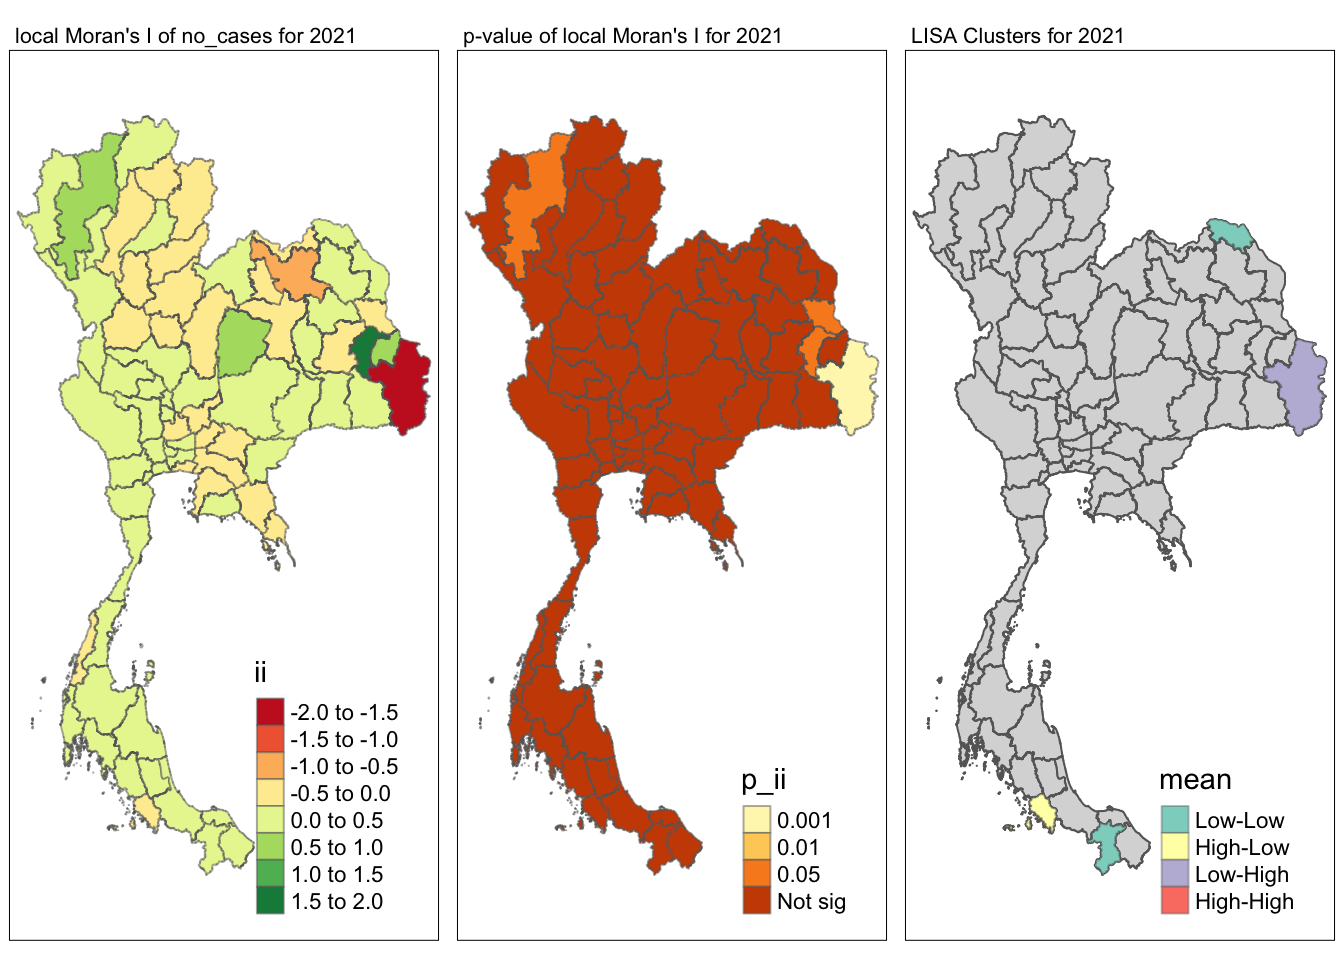 local Moran's I of no_cases for 2021
p-value of local Moran's I for 2021
LISA Clusters for 2021
ii
-2.0 to -1.5
-1.5 to -1.0
-1.0 to -0.5
-0.5 to 0.0
0.0 to 0.5
0.5 to 1.0
1.0 to 1.5
1.5 to 2.0
p_ii
0.001
0.01
0.05
Not sig
mean
Low-Low
High-Low
Low-High
High-High